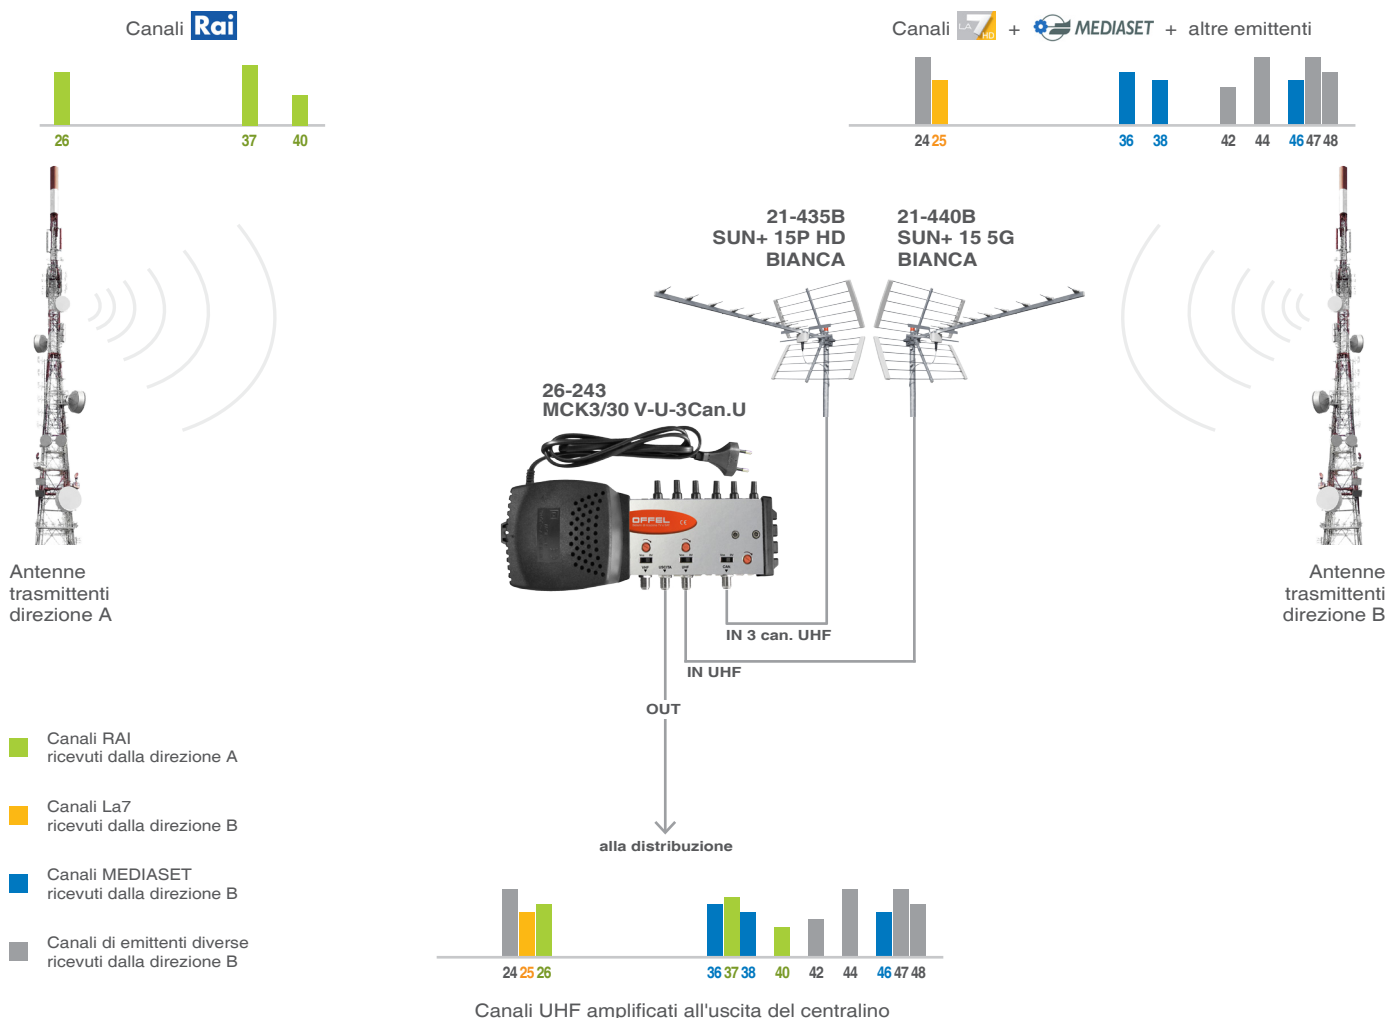 Canali Rai
26 37 40
Canali LA7 HD + MEDIASET + altre emittenti
24 25 36 38 42 44 46 47 48
21-435B
SUN+ 15P HD
BIANCA
21-440B
SUN+ 15 5G
BIANCA
26-243
MCK3/30 V-U-3Can.U
OFFEL
USCITA
CAN.
Antenne
trasmittenti
direzione A
Antenne
trasmittenti
direzione B
IN 3 can. UHF
IN UHF
OUT
alla distribuzione
Canali RAI
ricevuti dalla direzione A
Canali La7
ricevuti dalla direzione B
Canali MEDIASET
ricevuti dalla direzione B
Canali di emittenti diverse
ricevuti dalla direzione B
24 25 26 36 37 38 40 42 44 46 47 48
Canali UHF amplificati all'uscita del centralino